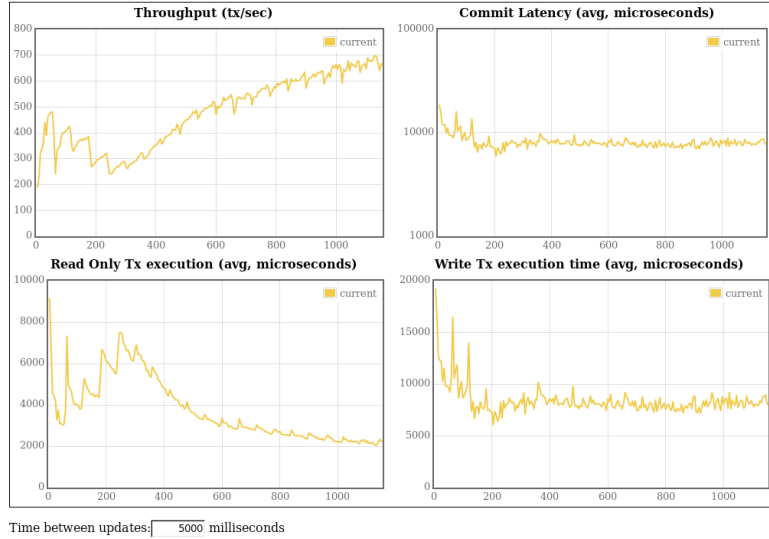 Throughput (tx/sec)
800
700
600
500
400
300
200
100
0
0 200 400 600 800 1000
current
Commit Latency (avg, microseconds)
100000
10000
1000
0 200 400 600 800 1000
current
Read Only Tx execution (avg, microseconds)
10000
8000
6000
4000
2000
0
0 200 400 600 800 1000
current
Write Tx execution time (avg, microseconds)
20000
15000
10000
5000
0
0 200 400 600 800 1000
current
Time between updates: 5000 milliseconds